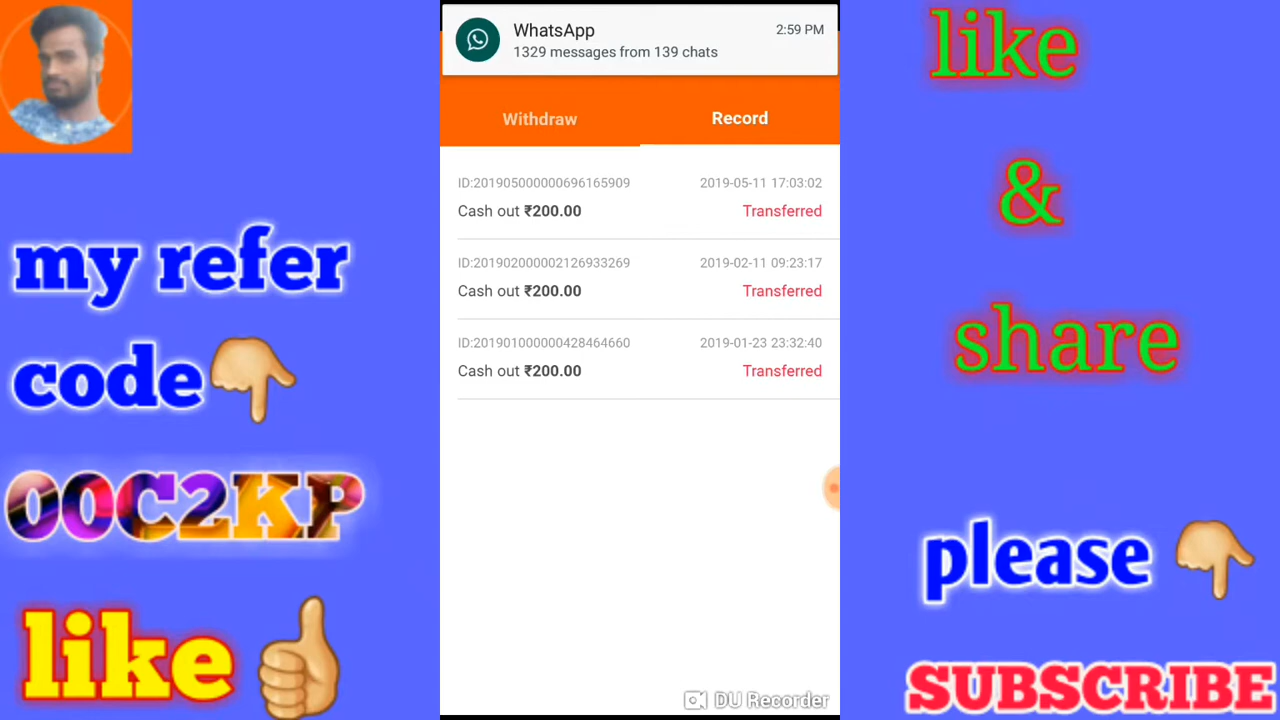 my refer
code
00C2KP
like
WhatsApp 2:59 PM
1329 messages from 139 chats
Withdraw Record
ID:201905000000696165909 2019-05-11 17:03:02
Cash out ₹200.00 Transferred
ID:201902000002126933269 2019-02-11 09:23:17
Cash out ₹200.00 Transferred
ID:201901000000428464660 2019-01-23 23:32:40
Cash out ₹200.00 Transferred
DU Recorder
like
&
share
please
SUBSCRIBE